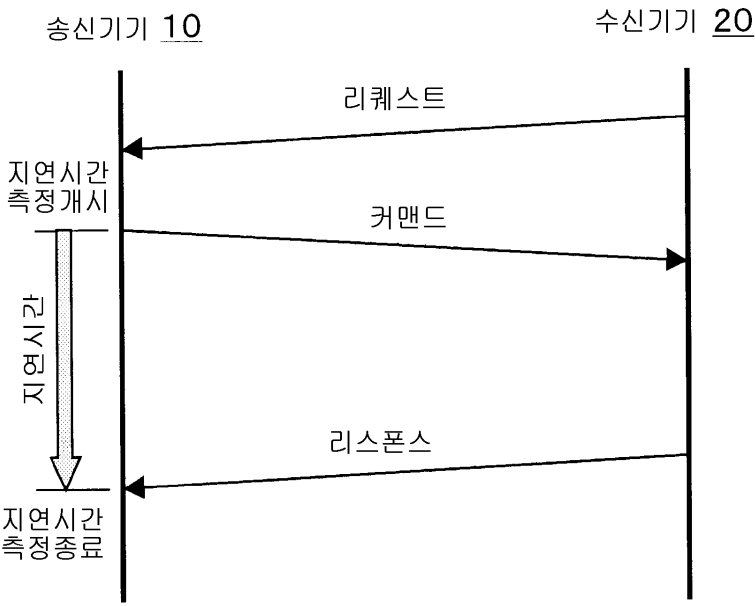 송신기기 10
수신기기 20
리퀘스트
지연시간
측정개시
커맨드
지연시간
리스폰스
지연시간
측정종료